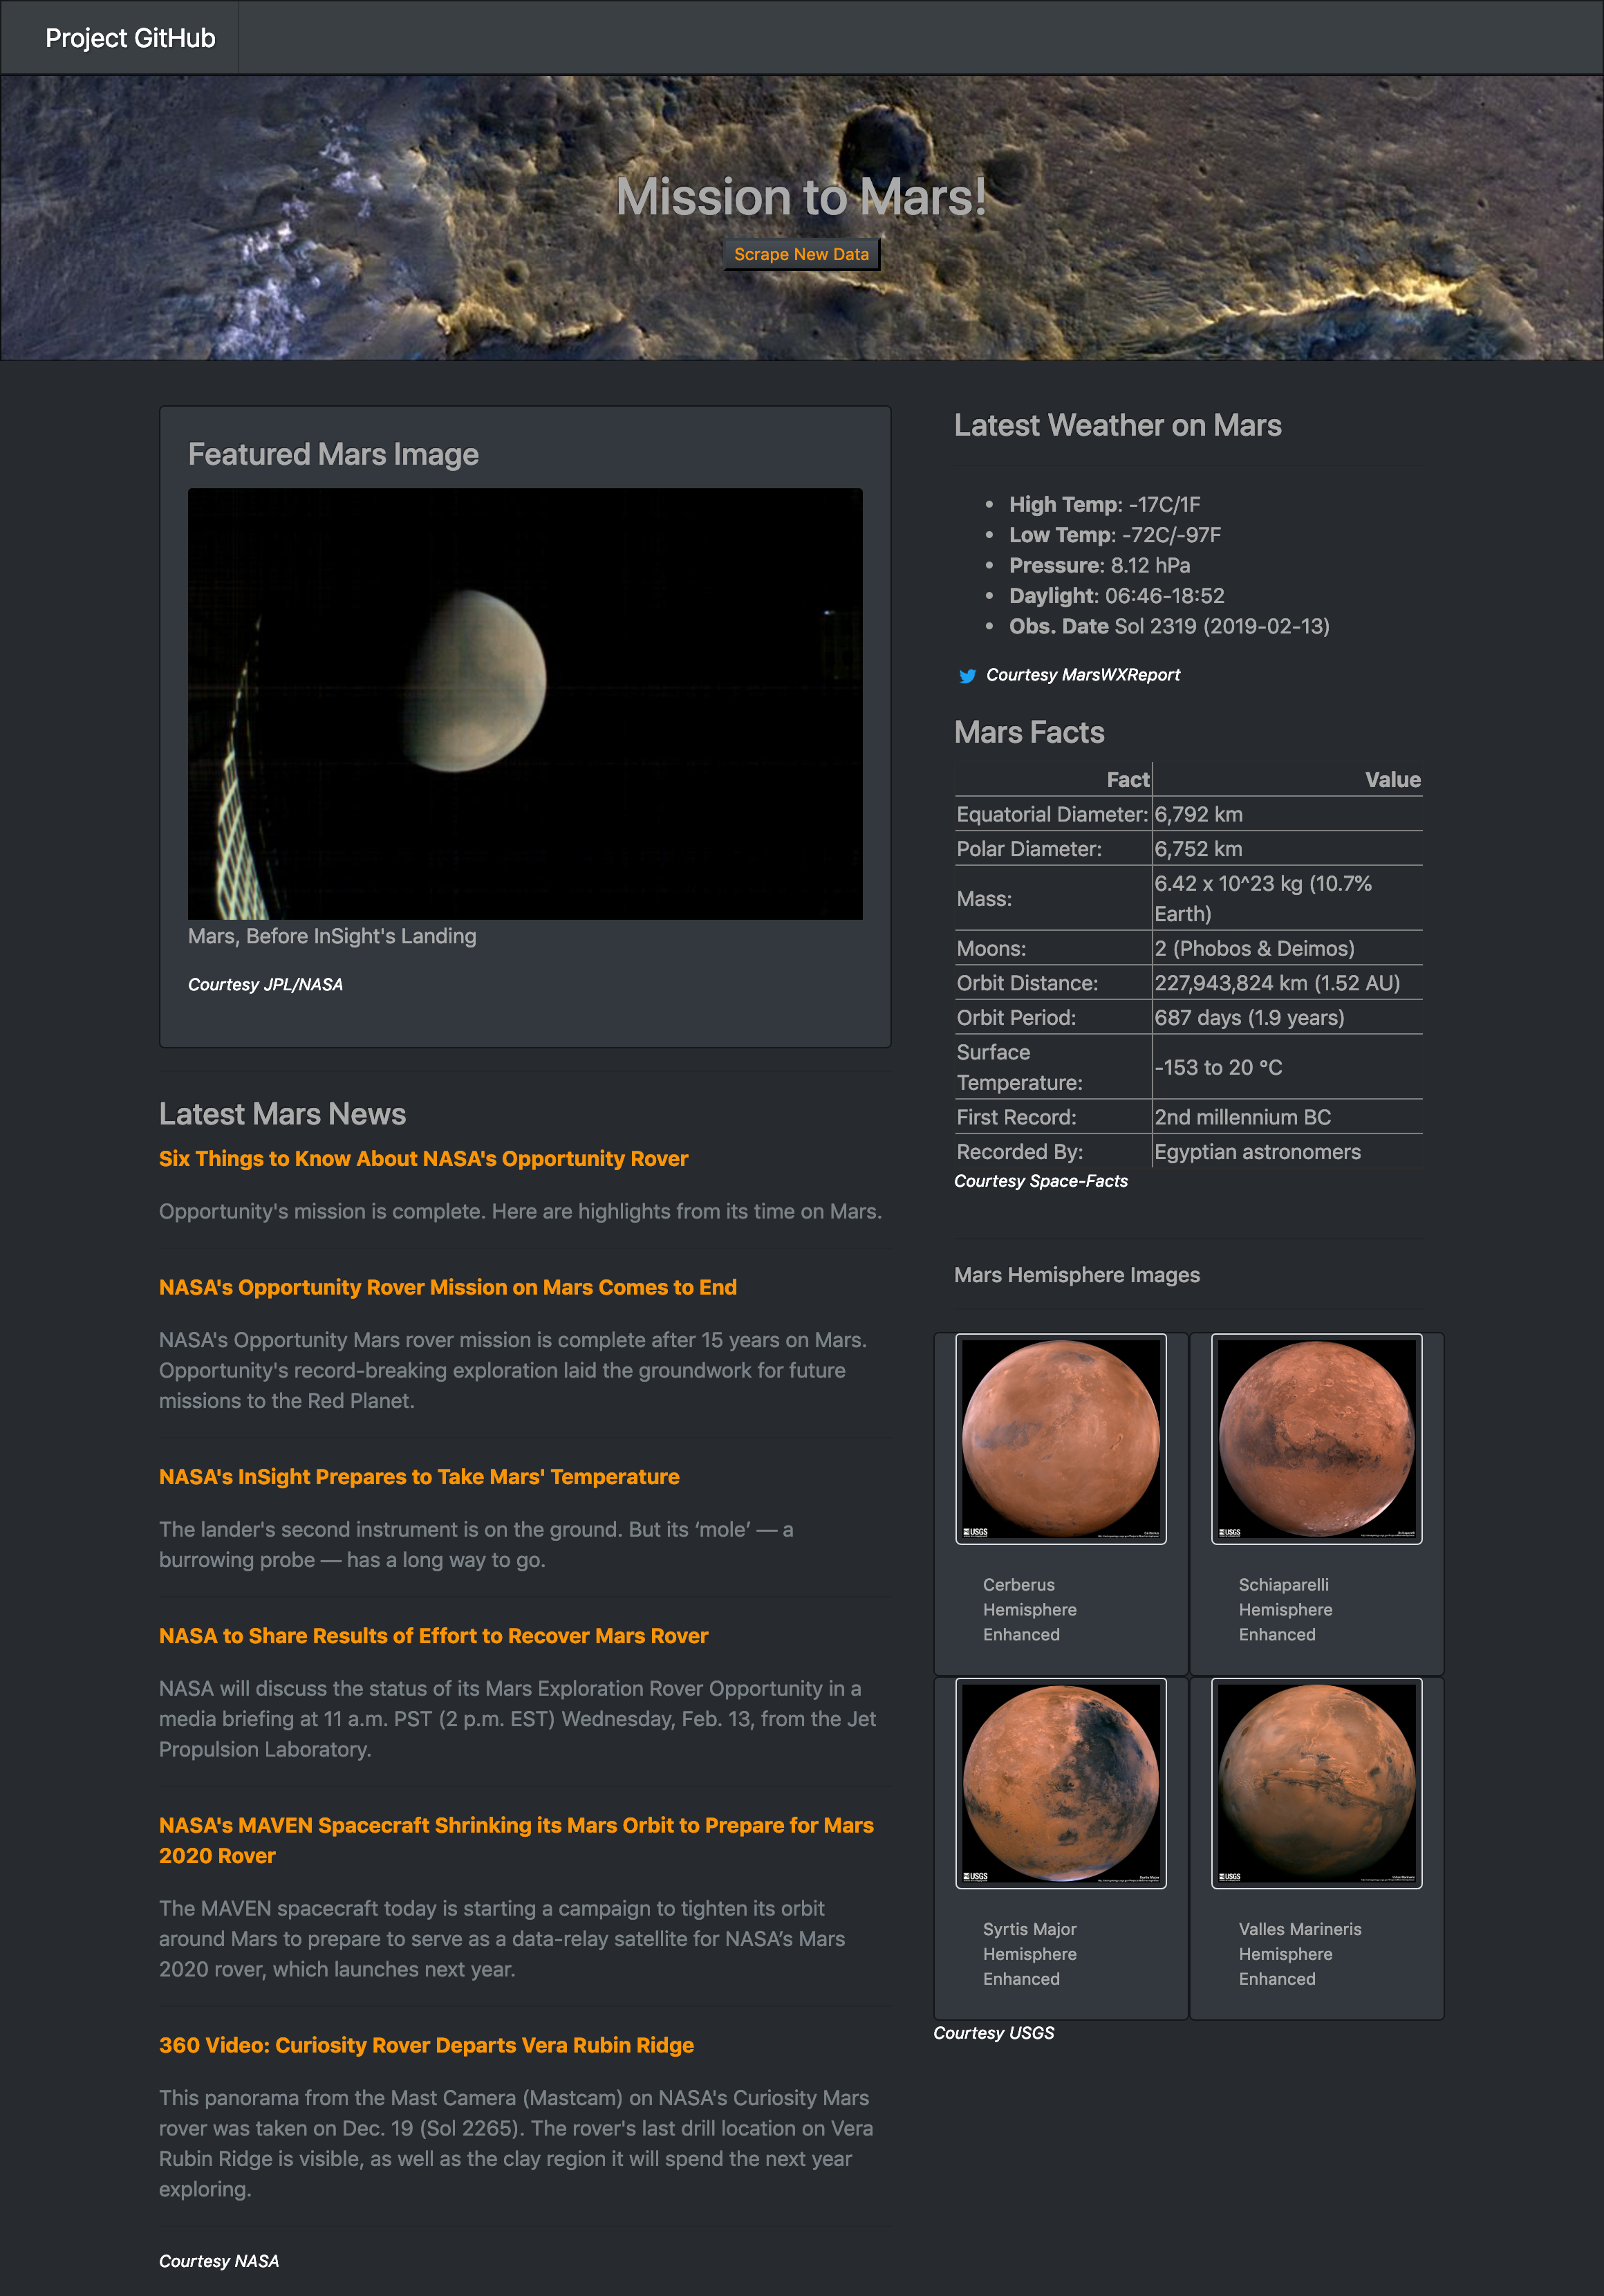 Project GitHub
Mission to Mars!
Scrape New Data
Featured Mars Image
Mars, Before InSight's Landing
Courtesy JPL/NASA
Latest Mars News
Six Things to Know About NASA's Opportunity Rover
Opportunity's mission is complete. Here are highlights from its time on Mars.
NASA's Opportunity Rover Mission on Mars Comes to End
NASA's Opportunity Mars rover mission is complete after 15 years on Mars.
Opportunity's record-breaking exploration laid the groundwork for future
missions to the Red Planet.
NASA's InSight Prepares to Take Mars' Temperature
The lander's second instrument is on the ground. But its ‘mole’ — a
burrowing probe — has a long way to go.
NASA to Share Results of Effort to Recover Mars Rover
NASA will discuss the status of its Mars Exploration Rover Opportunity in a
media briefing at 11 a.m. PST (2 p.m. EST) Wednesday, Feb. 13, from the Jet
Propulsion Laboratory.
NASA's MAVEN Spacecraft Shrinking its Mars Orbit to Prepare for Mars
2020 Rover
The MAVEN spacecraft today is starting a campaign to tighten its orbit
around Mars to prepare to serve as a data-relay satellite for NASA’s Mars
2020 rover, which launches next year.
360 Video: Curiosity Rover Departs Vera Rubin Ridge
This panorama from the Mast Camera (Mastcam) on NASA's Curiosity Mars
rover was taken on Dec. 19 (Sol 2265). The rover's last drill location on Vera
Rubin Ridge is visible, as well as the clay region it will spend the next year
exploring.
Courtesy NASA
Latest Weather on Mars
• High Temp: -17C/1F
• Low Temp: -72C/-97F
• Pressure: 8.12 hPa
• Daylight: 06:46-18:52
• Obs. Date Sol 2319 (2019-02-13)
Courtesy MarsWXReport
Mars Facts
Fact Value
Equatorial Diameter: 6,792 km
Polar Diameter: 6,752 km
Mass: 6.42 x 10^23 kg (10.7%
Earth)
Moons: 2 (Phobos & Deimos)
Orbit Distance: 227,943,824 km (1.52 AU)
Orbit Period: 687 days (1.9 years)
Surface
Temperature: -153 to 20 °C
First Record: 2nd millennium BC
Recorded By: Egyptian astronomers
Courtesy Space-Facts
Mars Hemisphere Images
USGS
Cerberus
Hemisphere
Enhanced
USGS
Schiaparelli
Hemisphere
Enhanced
USGS
Syrtis Major
Hemisphere
Enhanced
USGS
Valles Marineris
Hemisphere
Enhanced
Courtesy USGS